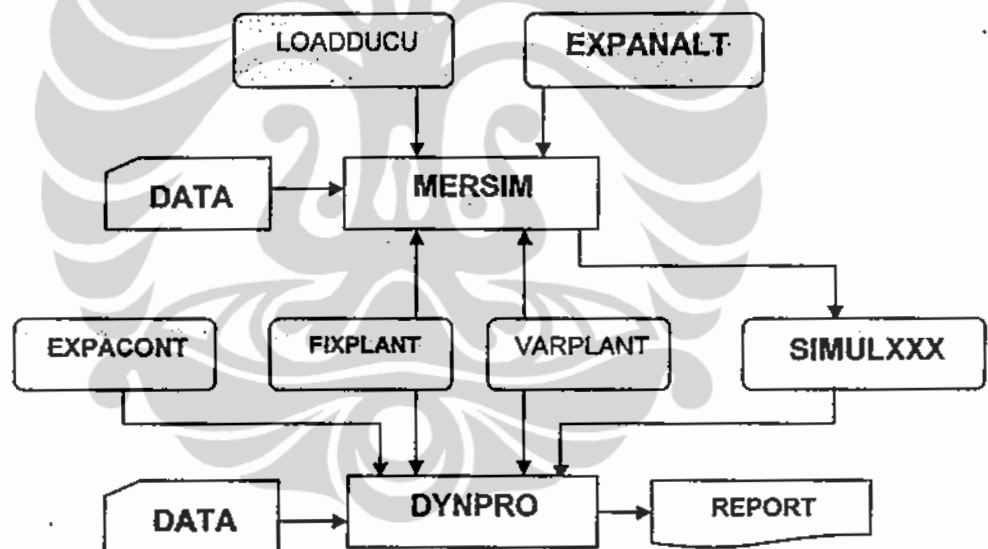 LOADDUCU
EXPANALT
DATA
MERSIM
EXPACONT
FIXPLANT
VARPLANT
SIMULXXX
DATA
DYNPRO
REPORT